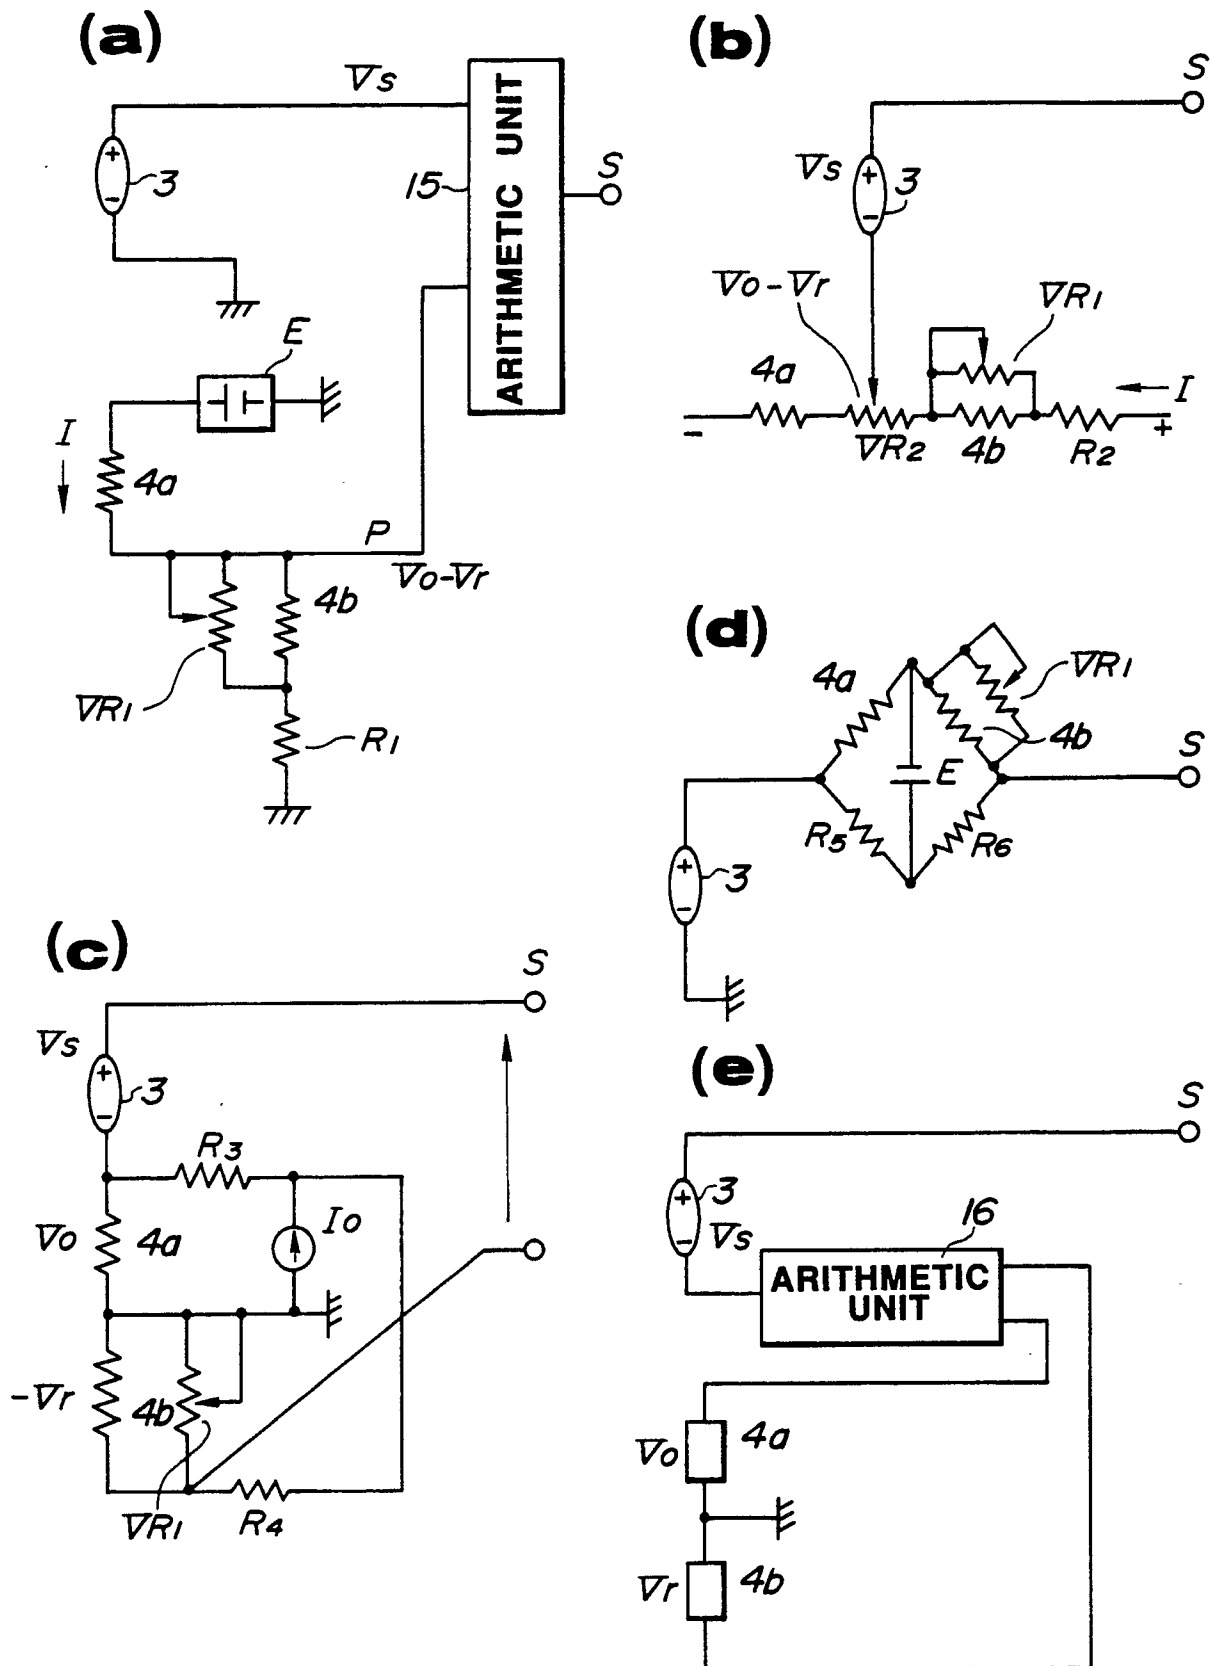 (a)
Vs
+
3
-
15
ARITHMETIC UNIT
S
E
I
4a
P
Vo-Vr
4b
VR1
R1
(b)
S
Vs
+
3
-
Vo-Vr
VR1
4a
I
-
VR2
4b
R2
+
(c)
S
Vs
+
3
-
R3
Vo
4a
Io
-Vr
4b
VR1
R4
(d)
4a
VR1
4b
S
E
R5
R6
+
3
-
(e)
S
+
3
-
Vs
16
ARITHMETIC
UNIT
Vo
4a
Vr
4b